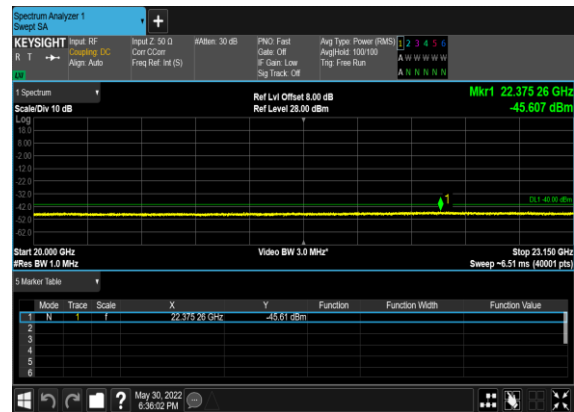 Spectrum Analyzer 1
Swept SA
KEYSIGHT Input: RF Input Z: 50 Ω #Atten: 30 dB PNO: Fast Avg Type: Power (RMS) 1 2 3 4 5 6
R T Coupling: DC Corr CCorr Gate: Off Avg|Hold: 100/100 A W W W W W
Align: Auto Freq Ref: Int (S) IF Gain: Low Trig: Free Run
Sig Track: Off A N N N N N
1 Spectrum Ref Lvl Offset 8.00 dB Mkr1 22.375 26 GHz
Scale/Div 10 dB Ref Level 28.00 dBm -45.607 dBm
Log
18.0
8.00
-2.00
-12.0
-22.0
-32.0
1
DL1 -40.00 dBm
-42.0
-52.0
-62.0
Start 20.000 GHz Video BW 3.0 MHz* Stop 23.150 GHz
#Res BW 1.0 MHz Sweep ~6.51 ms (40001 pts)
5 Marker Table
Mode Trace Scale X Y Function Function Width Function Value
1 N 1 f 22.375 26 GHz -45.61 dBm
2
3
4
5
6
? May 30, 2022
6:36:02 PM